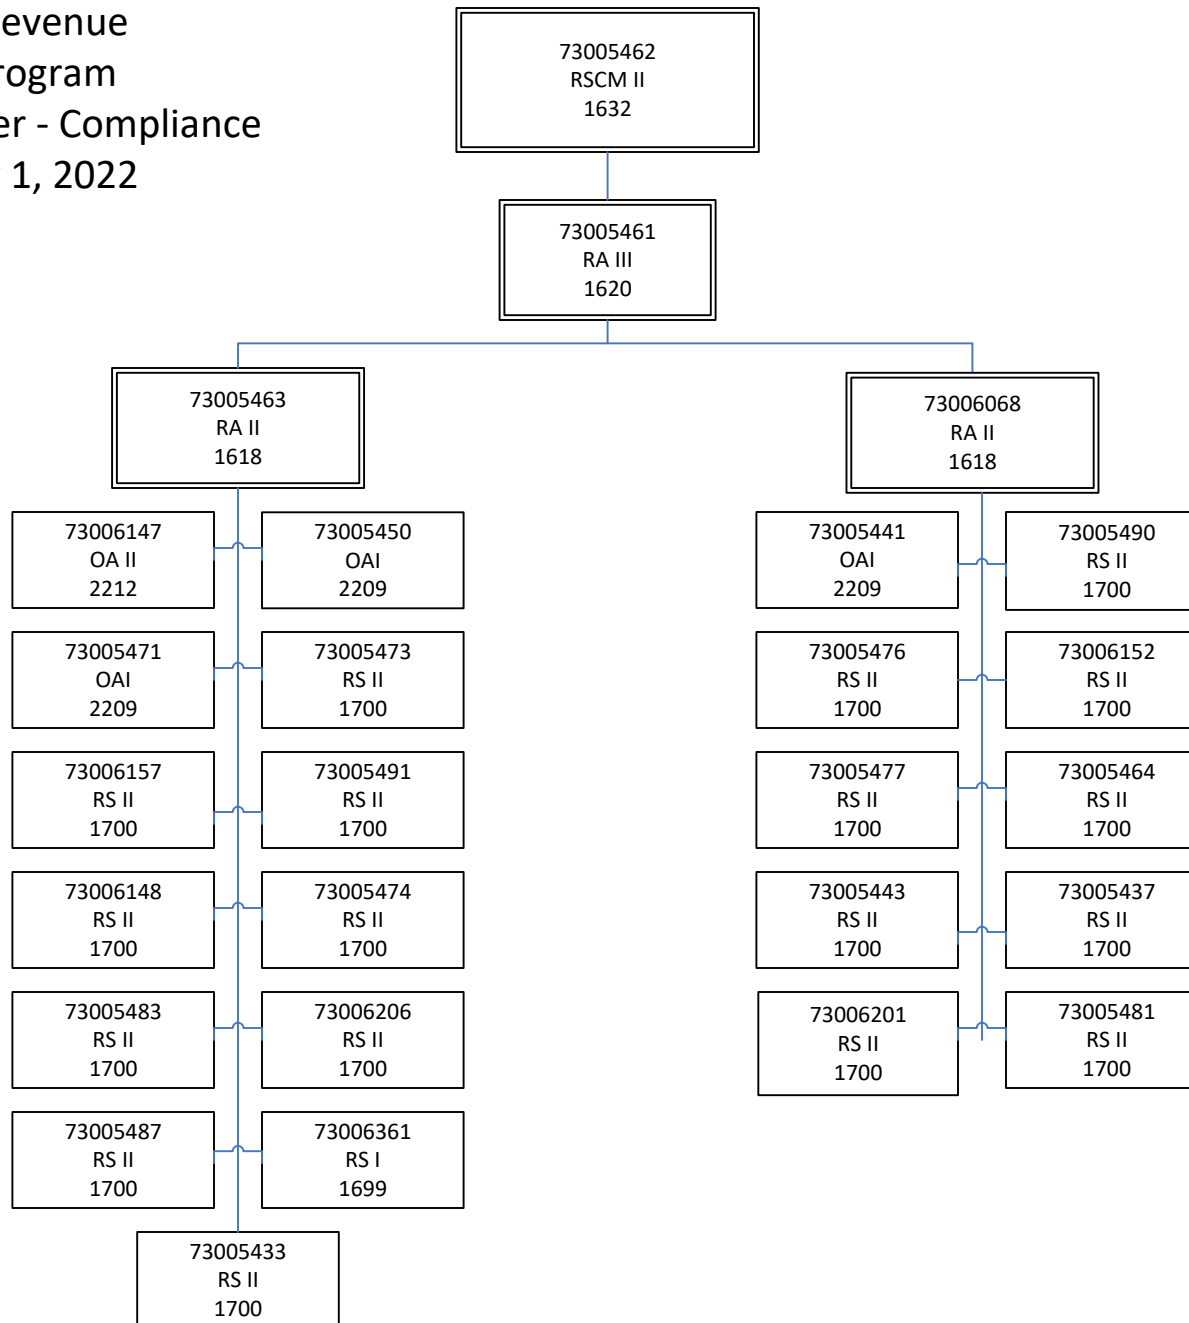 evenue
rogram
er - Compliance
1, 2022
73005462
RSCM II
1632
73005461
RA III
1620
73005463
RA II
1618
73006068
RA II
1618
73006147
OA II
2212
73005450
OAI
2209
73005441
OAI
2209
73005490
RS II
1700
73005471
OAI
2209
73005473
RS II
1700
73005476
RS II
1700
73006152
RS II
1700
73006157
RS II
1700
73005491
RS II
1700
73005477
RS II
1700
73005464
RS II
1700
73006148
RS II
1700
73005474
RS II
1700
73005443
RS II
1700
73005437
RS II
1700
73005483
RS II
1700
73006206
RS II
1700
73006201
RS II
1700
73005481
RS II
1700
73005487
RS II
1700
73006361
RS I
1699
73005433
RS II
1700